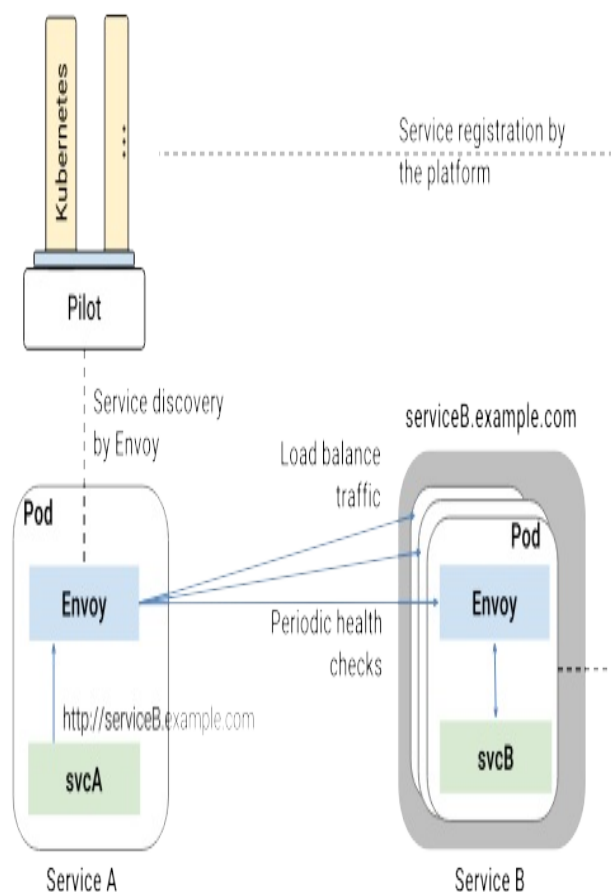 Kubernetes
...
Service registration by
the platform
Pilot
Service discovery
by Envoy
serviceB.example.com
Load balance
traffic
Pod
Pod
Envoy
Envoy
Periodic health
checks
http://serviceB.example.com
svcA
svcB
Service A
Service B